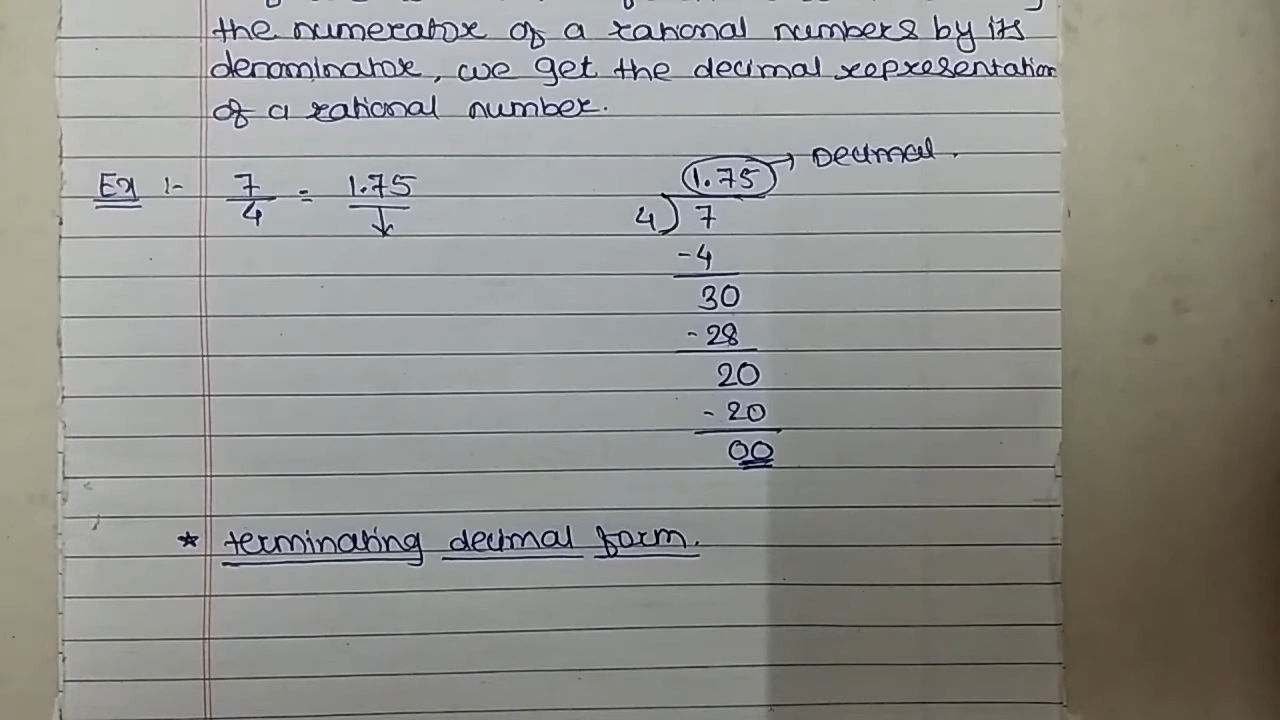 the numerator of a rational numbers by its
denominator, we get the decimal representation
of a rational number.
Ex :- 7/4 = 1.75
1.75 → Decimal.
4 ) 7
-4
30
-28
20
-20
00
* terminating decimal form.